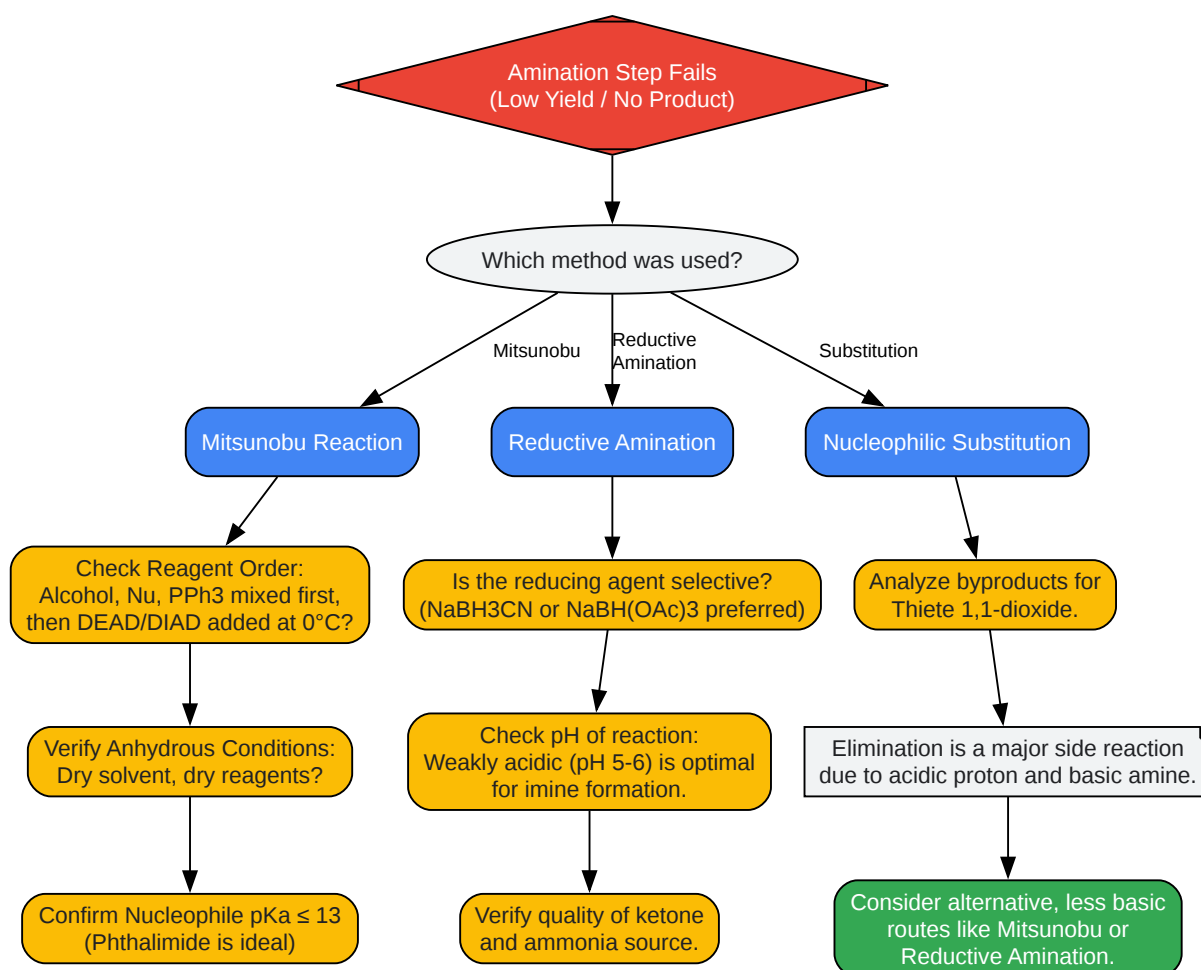 Amination Step Fails
(Low Yield / No Product)
Which method was used?
Mitsunobu
Reductive
Amination
Substitution
Mitsunobu Reaction
Reductive Amination
Nucleophilic Substitution
Check Reagent Order:
Alcohol, Nu, PPh3 mixed first,
then DEAD/DIAD added at 0°C?
Is the reducing agent selective?
(NaBH3CN or NaBH(OAc)3 preferred)
Analyze byproducts for
Thiete 1,1-dioxide.
Verify Anhydrous Conditions:
Dry solvent, dry reagents?
Check pH of reaction:
Weakly acidic (pH 5-6) is optimal
for imine formation.
Elimination is a major side reaction
due to acidic proton and basic amine.
Confirm Nucleophile pKa ≤ 13
(Phthalimide is ideal)
Verify quality of ketone
and ammonia source.
Consider alternative, less basic
routes like Mitsunobu or
Reductive Amination.